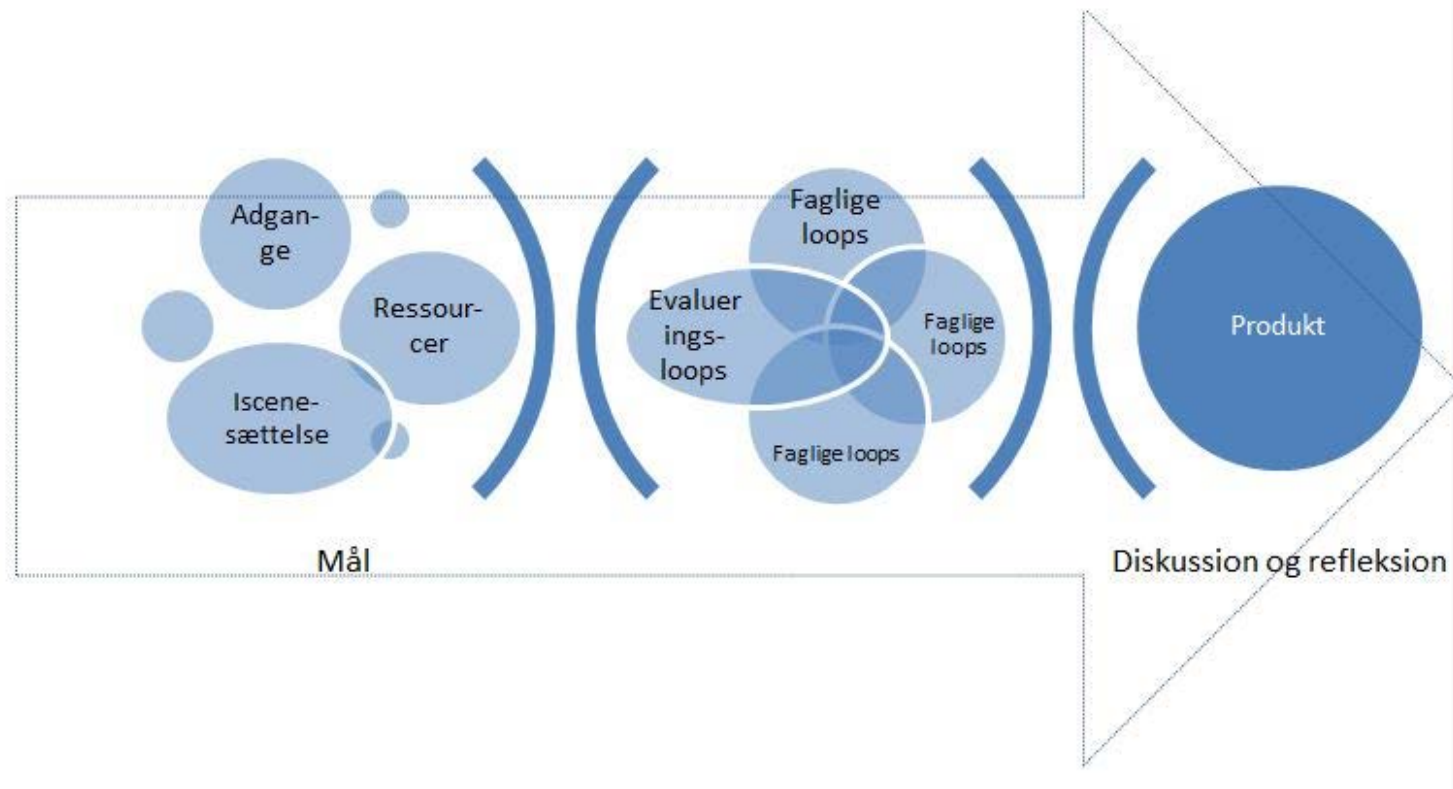 Adgan-
ge
Ressour-
cer
Iscene-
sættelse
Mål
Faglige
loops
Evaluer
ings-
loops
Faglige
loops
Faglige loops
Produkt
Diskussion og refleksion